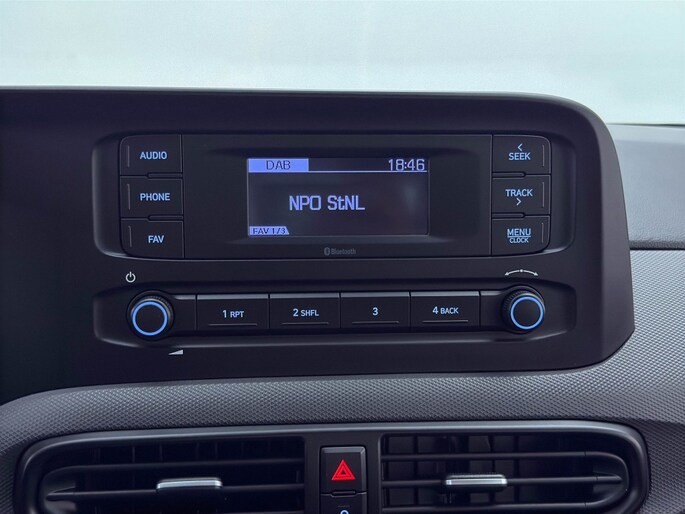 AUDIO
PHONE
FAV
DAB 18:46
NPO StNL
FAV 1/3
Bluetooth
SEEK
TRACK
MENU
CLOCK
1 RPT
2 SHFL
3
4 BACK